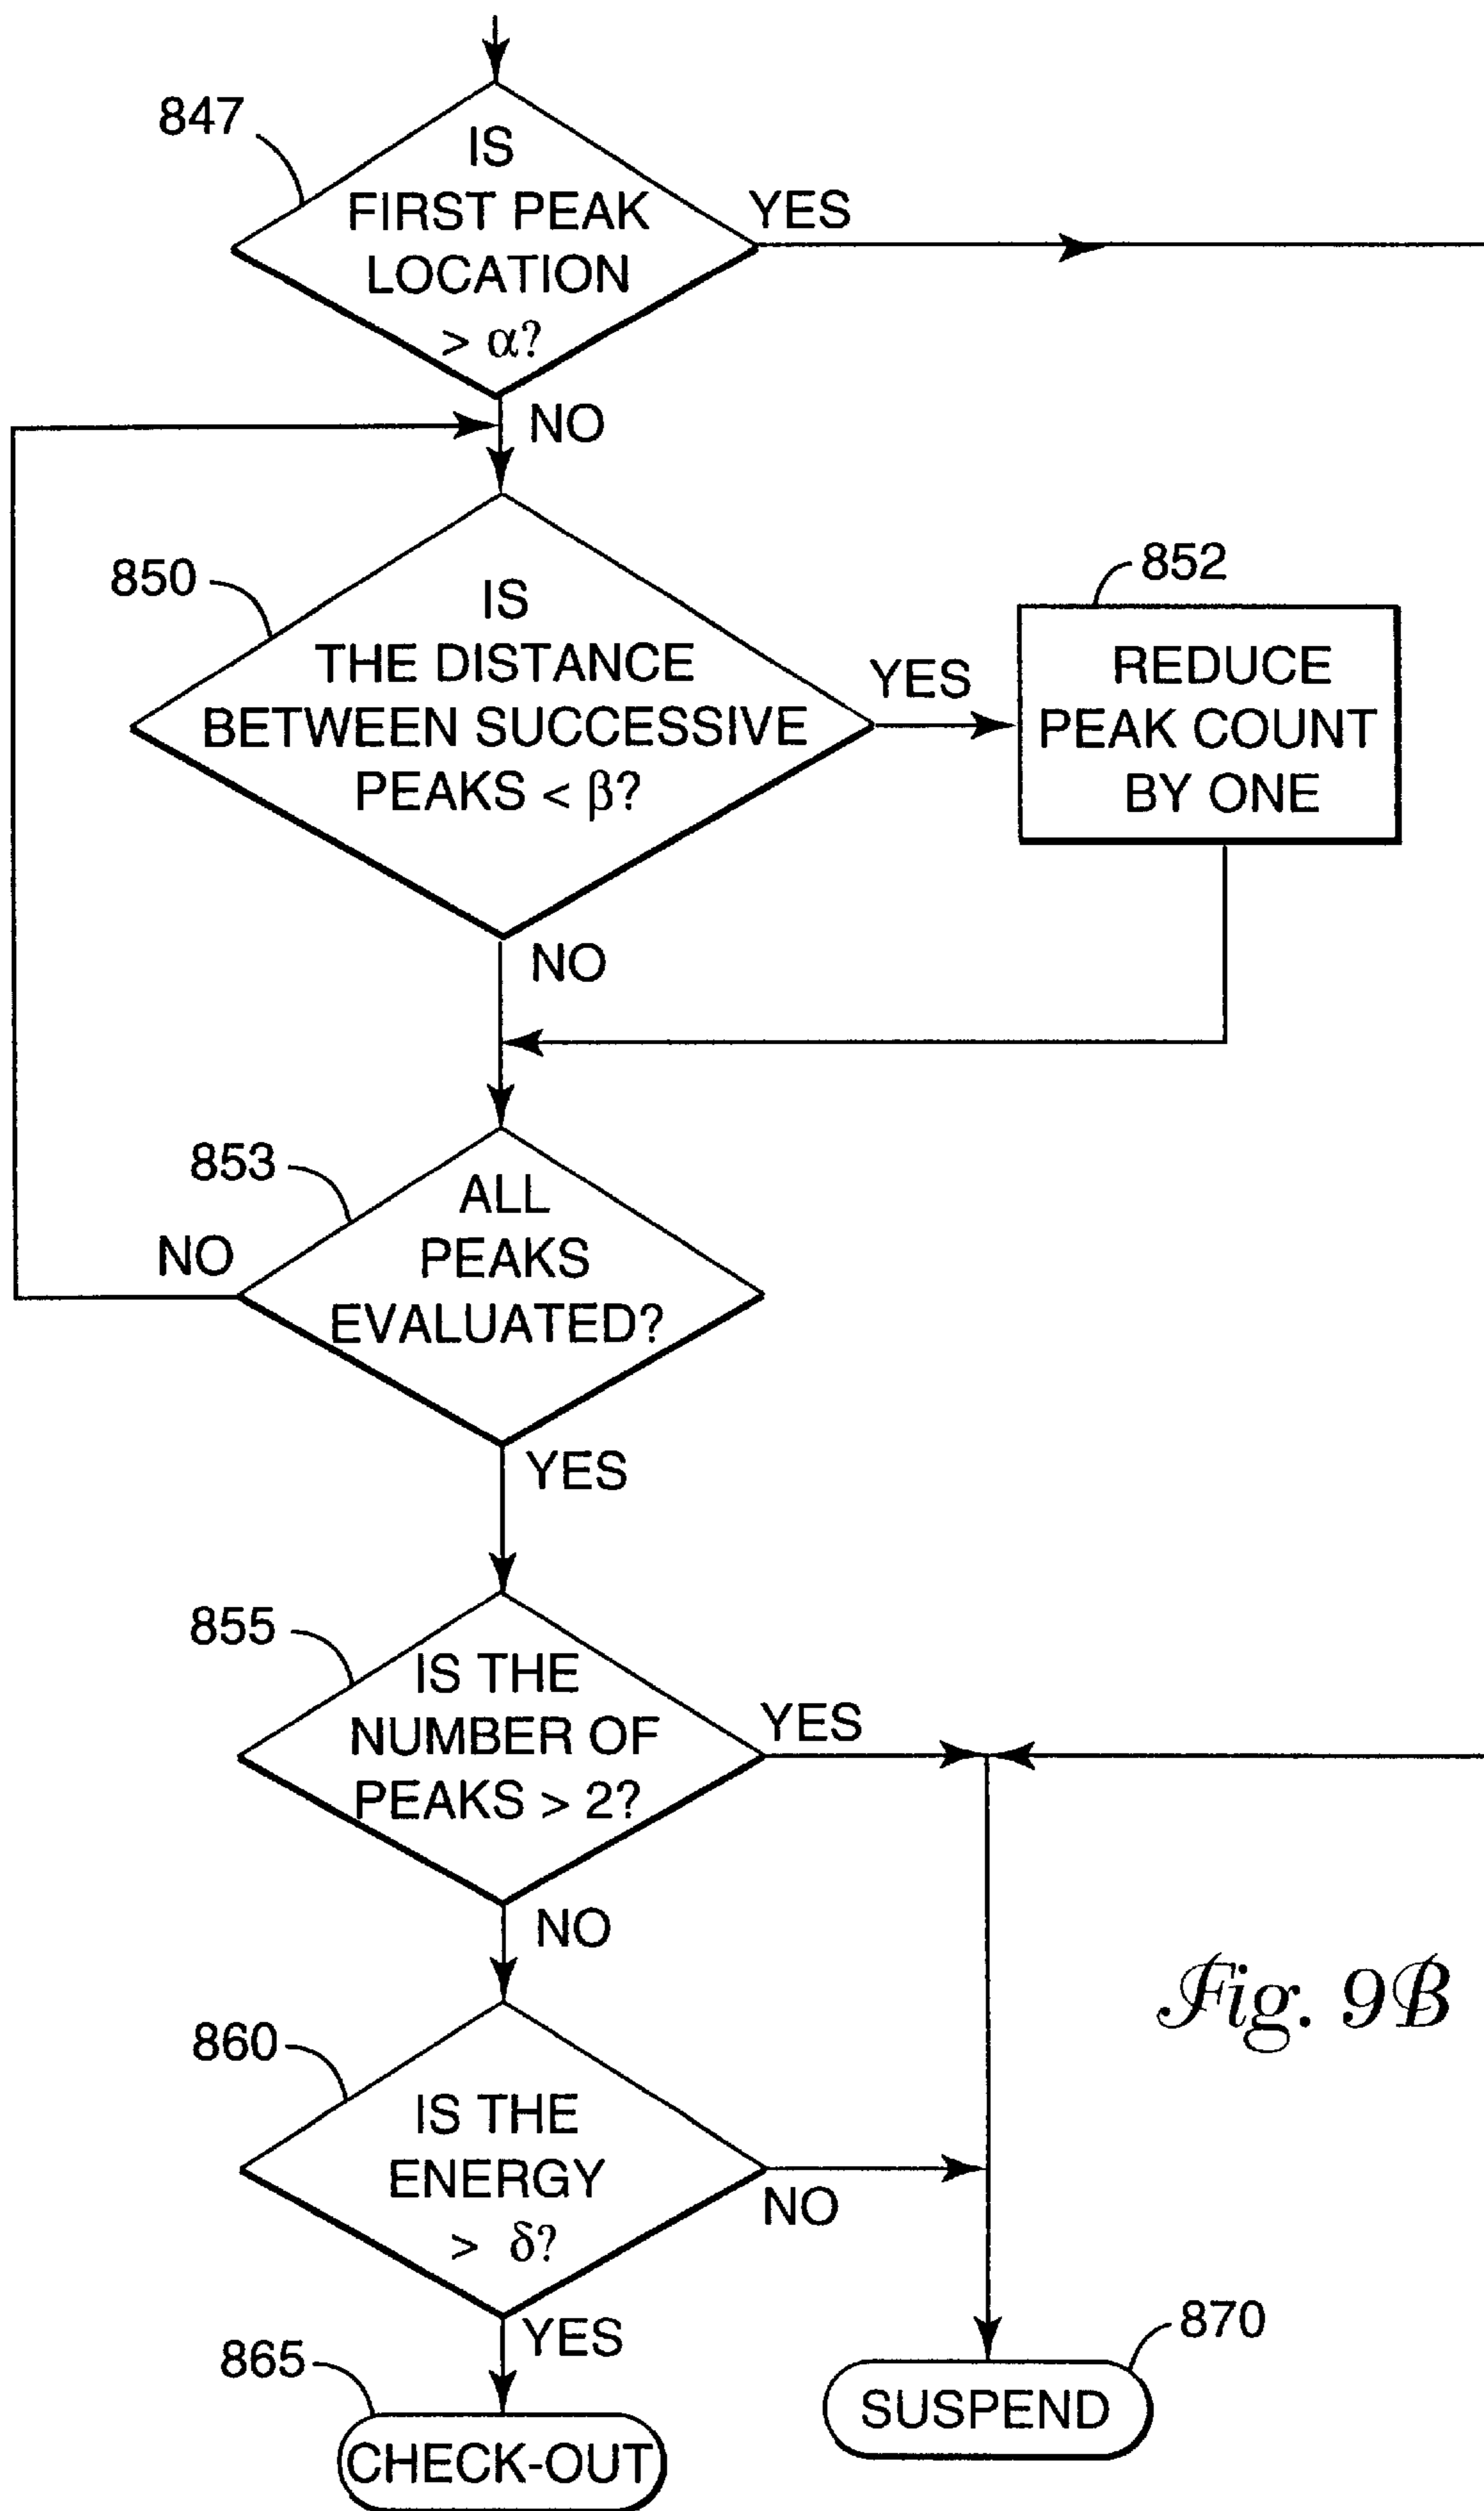 847
IS
FIRST PEAK
LOCATION
> α?
YES
NO
850
IS
THE DISTANCE
BETWEEN SUCCESSIVE
PEAKS < β?
YES
852
REDUCE
PEAK COUNT
BY ONE
NO
853
ALL
PEAKS
EVALUATED?
NO
YES
855
IS THE
NUMBER OF
PEAKS > 2?
YES
NO
Fig. 9B
860
IS THE
ENERGY
> δ?
NO
YES
865
CHECK-OUT
870
SUSPEND